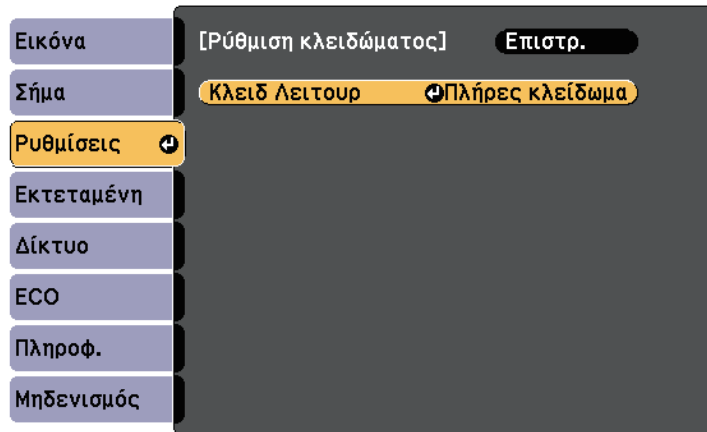 Εικόνα
Σήμα
Ρυθμίσεις
Εκτεταμένη
Δίκτυο
ECO
Πληροφ.
Μηδενισμός
[Ρύθμιση κλειδώματος] Επιστρ.
Κλειδ Λειτουρ Πλήρες κλείδωμα